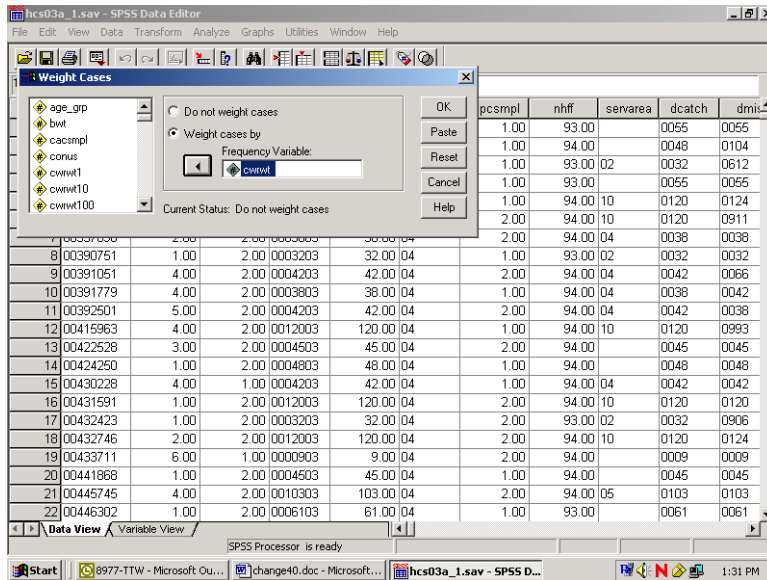 hcs03a_1.sav - SPSS Data Editor
File Edit View Data Transform Analyze Graphs Utilities Window Help
Weight Cases
age_grp
bwt
cacsmpl
conus
cwrwt1
cwrwt10
cwrwt100
Do not weight cases
Weight cases by
Frequency Variable:
cwrwt
Current Status: Do not weight cases
OK
Paste
Reset
Cancel
Help
pcsmpl nhff servarea dcatch dmis
1.00 93.00 0055 0055
1.00 94.00 0048 0104
1.00 93.00 02 0032 0612
1.00 93.00 0055 0055
1.00 94.00 10 0120 0124
2.00 94.00 10 0120 0911
2.00 94.00 04 0038 0038
8 00390751 1.00 2.00 0003203 32.00 04 1.00 93.00 02 0032 0032
9 00391051 4.00 2.00 0004203 42.00 04 2.00 94.00 04 0042 0066
10 00391779 4.00 2.00 0003803 38.00 04 1.00 94.00 04 0038 0042
11 00392501 5.00 2.00 0004203 42.00 04 2.00 94.00 04 0042 0038
12 00415963 4.00 2.00 0012003 120.00 04 1.00 94.00 10 0120 0993
13 00422528 3.00 2.00 0004503 45.00 04 2.00 94.00 0045 0045
14 00424250 1.00 2.00 0004803 48.00 04 1.00 94.00 0048 0048
15 00430228 4.00 1.00 0004203 42.00 04 1.00 94.00 04 0042 0042
16 00431591 1.00 2.00 0012003 120.00 04 2.00 94.00 10 0120 0120
17 00432423 1.00 2.00 0003203 32.00 04 2.00 93.00 02 0032 0906
18 00432746 2.00 2.00 0012003 120.00 04 2.00 94.00 10 0120 0124
19 00433711 6.00 1.00 0000903 9.00 04 2.00 94.00 0009 0009
20 00441868 1.00 2.00 0004503 45.00 04 1.00 94.00 0045 0045
21 00445745 4.00 2.00 0010303 103.00 04 2.00 94.00 05 0103 0103
22 00446302 1.00 2.00 0006103 61.00 04 1.00 93.00 0061 0061
Data View Variable View
SPSS Processor is ready
Start 8977-TTW - Microsoft Ou... change40.doc - Microsoft... hcs03a_1.sav - SPSS D... N 1:31 PM